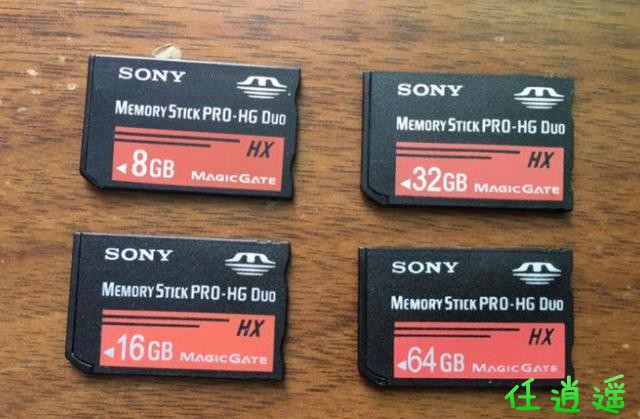 SONY
MEMORY STICK PRO-HG DUO
HX
8GB MAGICGATE
SONY
MEMORY STICK PRO-HG DUO
HX
32GB MAGICGATE
SONY
MEMORY STICK PRO-HG DUO
HX
16GB MAGICGATE
SONY
MEMORY STICK PRO-HG DUO
HX
64GB MAGICGATE
任逍遥